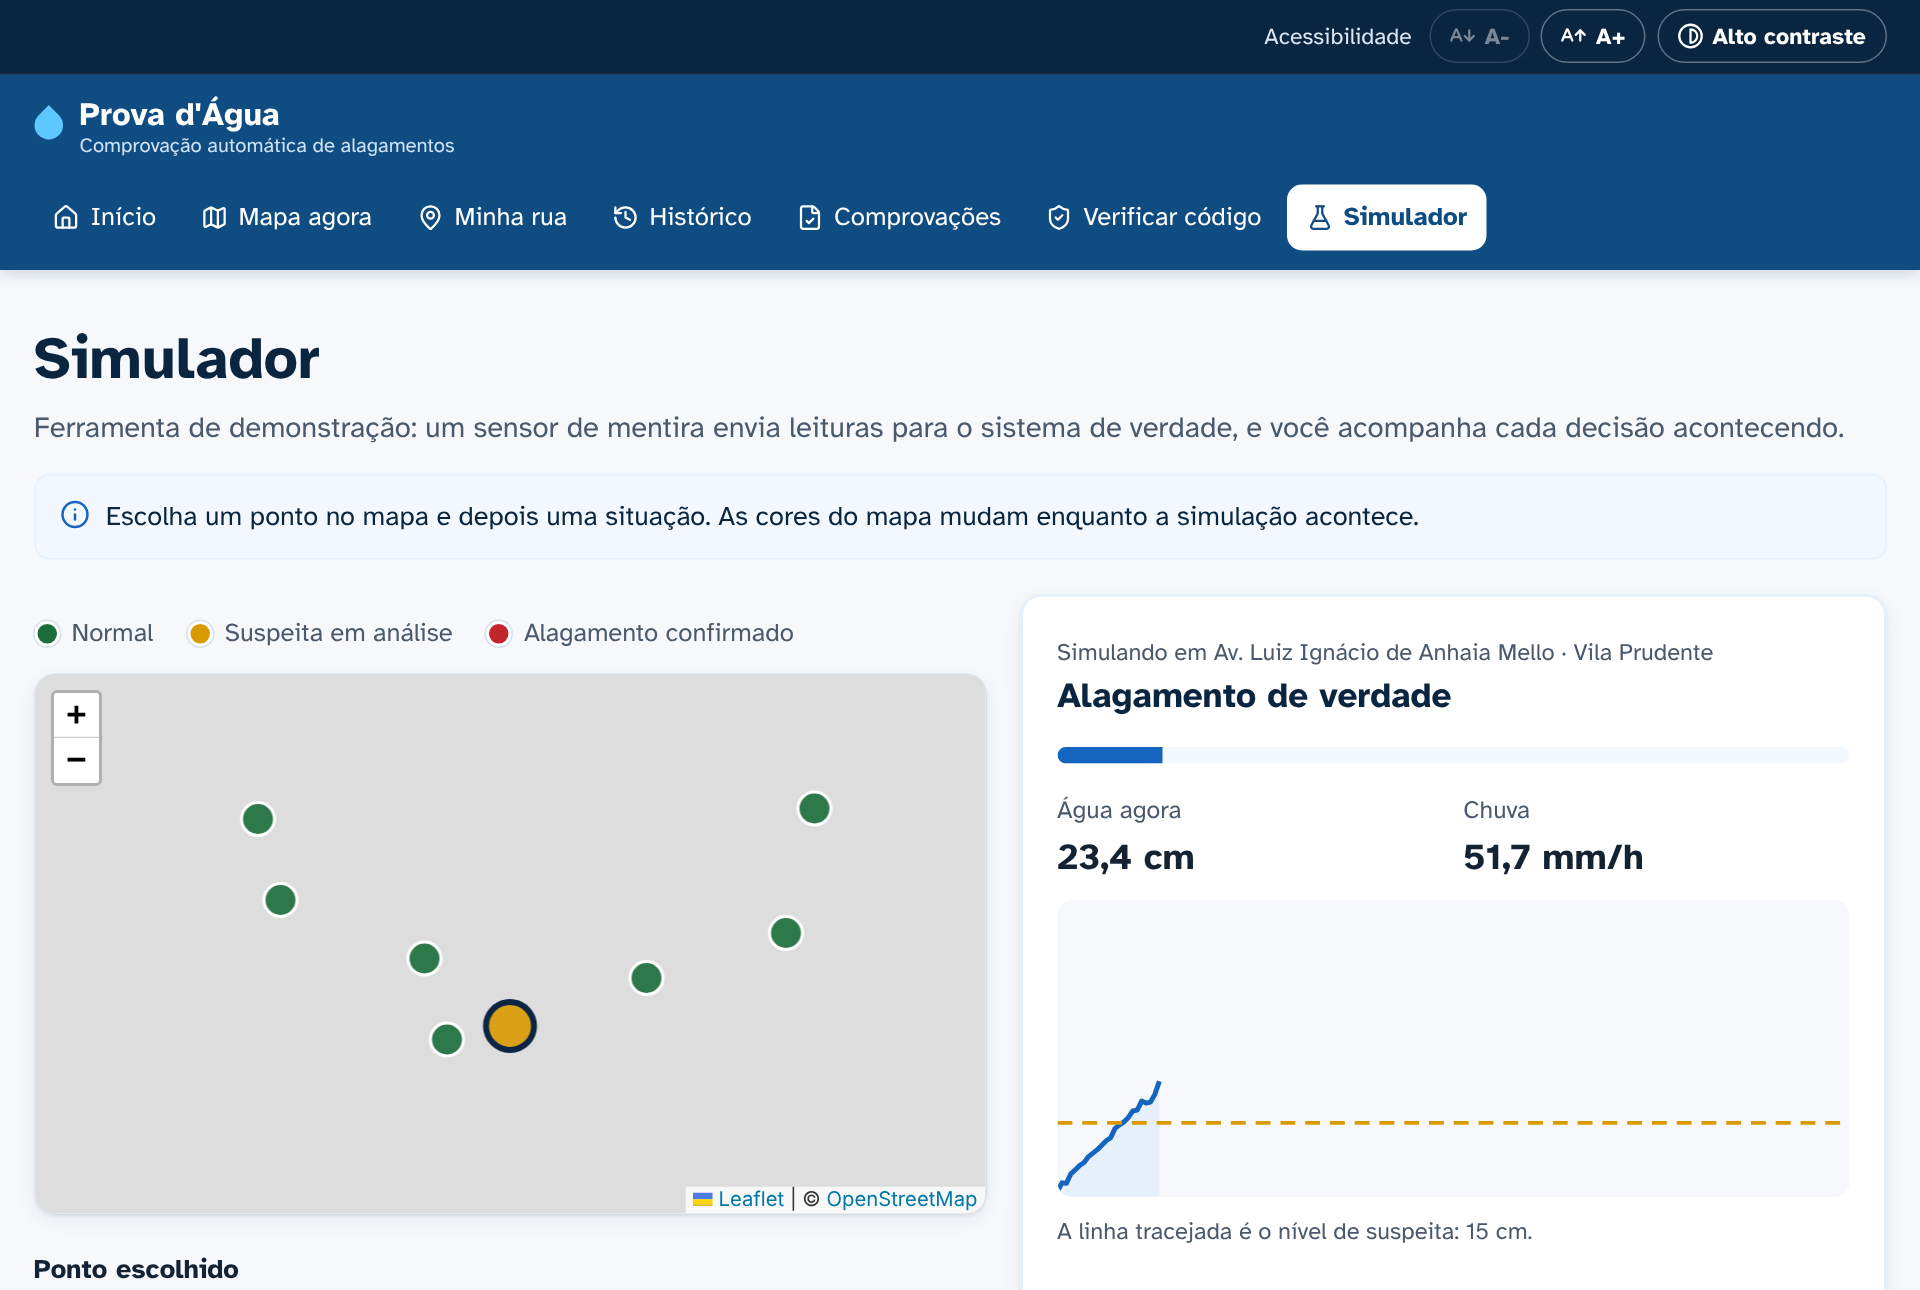 Acessibilidade
A↓ A-
A↑ A+
Alto contraste
Prova d'Água
Comprovação automática de alagamentos
Início
Mapa agora
Minha rua
Histórico
Comprovações
Verificar código
Simulador
Simulador
Ferramenta de demonstração: um sensor de mentira envia leituras para o sistema de verdade, e você acompanha cada decisão acontecendo.
Escolha um ponto no mapa e depois uma situação. As cores do mapa mudam enquanto a simulação acontece.
Normal
Suspeita em análise
Alagamento confirmado
+
−
Leaflet | © OpenStreetMap
Ponto escolhido
Simulando em Av. Luiz Ignácio de Anhaia Mello · Vila Prudente
Alagamento de verdade
Água agora
23,4 cm
Chuva
51,7 mm/h
A linha tracejada é o nível de suspeita: 15 cm.